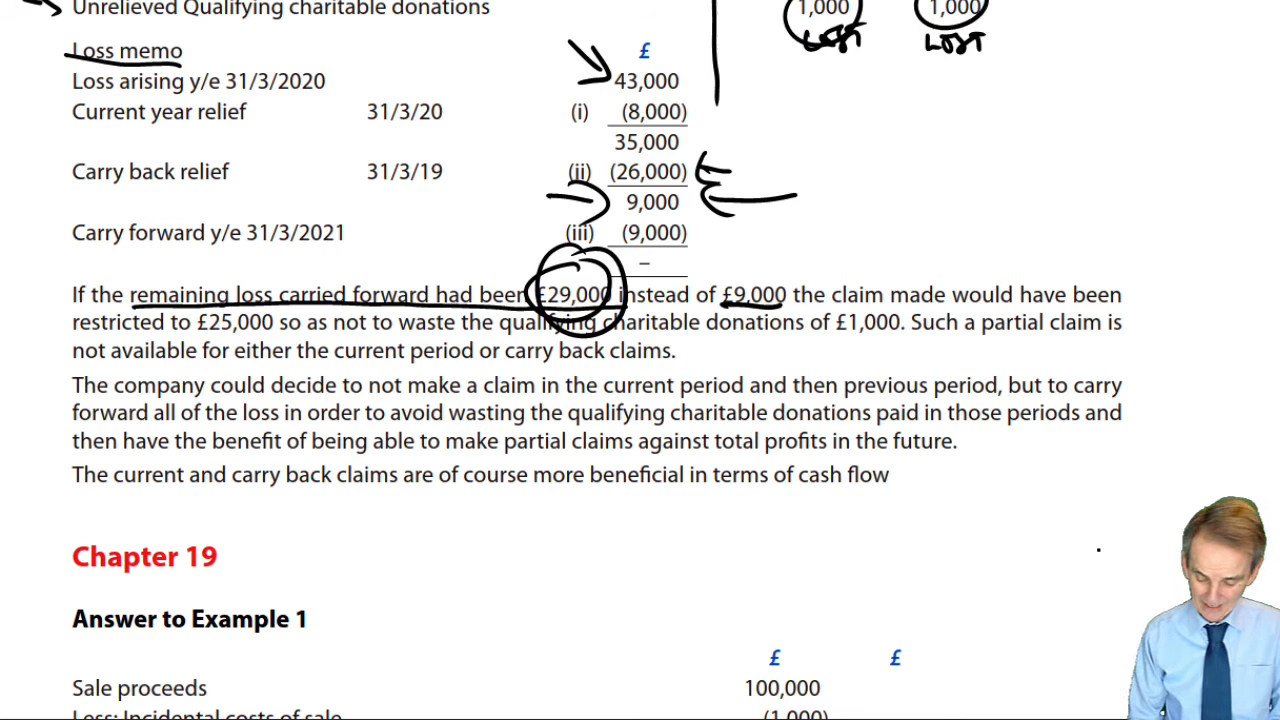 Unrelieved Qualifying charitable donations 1,000 1,000
LOST LOST
Loss memo £
Loss arising y/e 31/3/2020 43,000
Current year relief 31/3/20 (i) (8,000)
35,000
Carry back relief 31/3/19 (ii) (26,000)
9,000
Carry forward y/e 31/3/2021 (iii) (9,000)
–
If the remaining loss carried forward had been £29,000 instead of £9,000 the claim made would have been
restricted to £25,000 so as not to waste the qualifying charitable donations of £1,000. Such a partial claim is
not available for either the current period or carry back claims.
The company could decide to not make a claim in the current period and then previous period, but to carry
forward all of the loss in order to avoid wasting the qualifying charitable donations paid in those periods and
then have the benefit of being able to make partial claims against total profits in the future.
The current and carry back claims are of course more beneficial in terms of cash flow
Chapter 19
Answer to Example 1
£ £
Sale proceeds 100,000
Less: Incidental costs of sale (1,000)